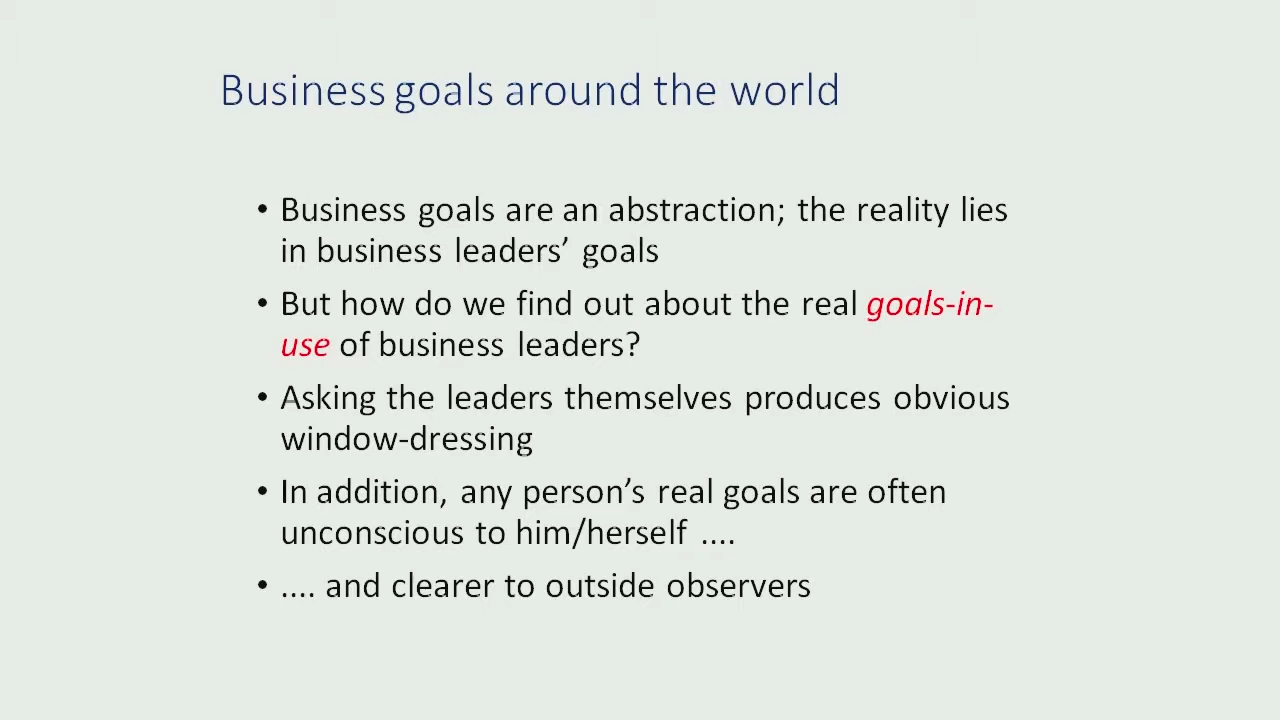 Business goals around the world
• Business goals are an abstraction; the reality lies
in business leaders’ goals
• But how do we find out about the real goals-in-
use of business leaders?
• Asking the leaders themselves produces obvious
window-dressing
• In addition, any person’s real goals are often
unconscious to him/herself ....
• .... and clearer to outside observers